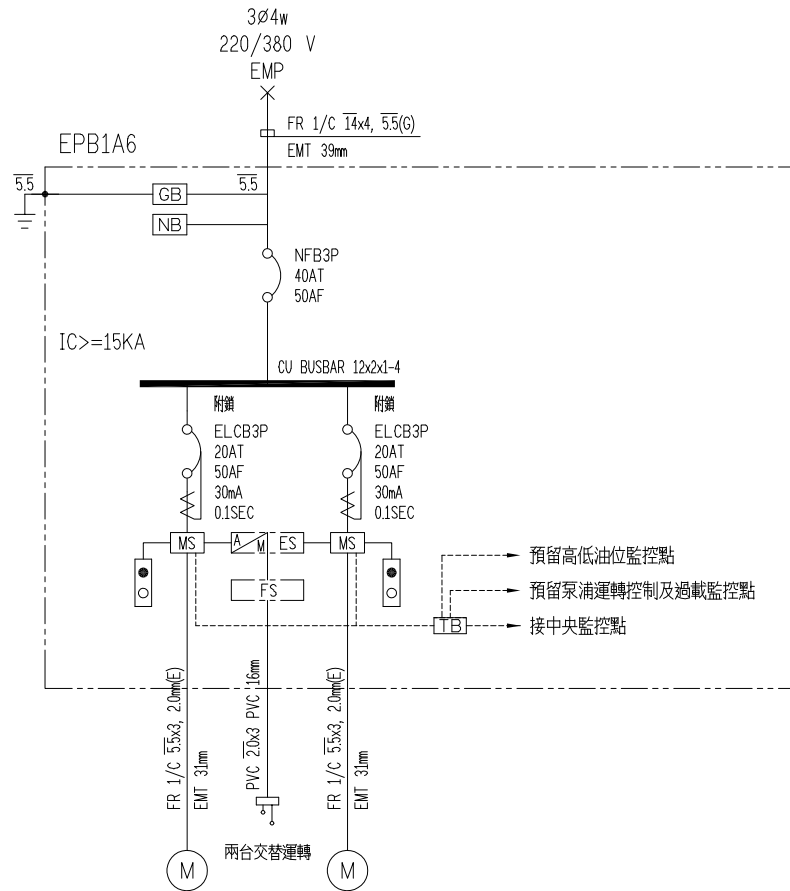 3Ø4w
220/380 V
EMP
FR 1/C 14x4, 5.5(G)
EMT 39mm
EPB1A6
5.5
GB
5.5
NB
NFB3P
40AT
50AF
IC>=15KA
CU BUSBAR 12x2x1-4
附鎖
ELCB3P
20AT
50AF
30mA
0.1SEC
附鎖
ELCB3P
20AT
50AF
30mA
0.1SEC
MS
A
M
ES
MS
FS
預留高低油位監控點
預留泵浦運轉控制及過載監控點
TB
接中央監控點
FR 1/C 5.5x3, 2.0mm(E)
EMT 31mm
PVC 2.0x3 PVC 16mm
FR 1/C 5.5x3, 2.0mm(E)
EMT 31mm
兩台交替運轉
M
M